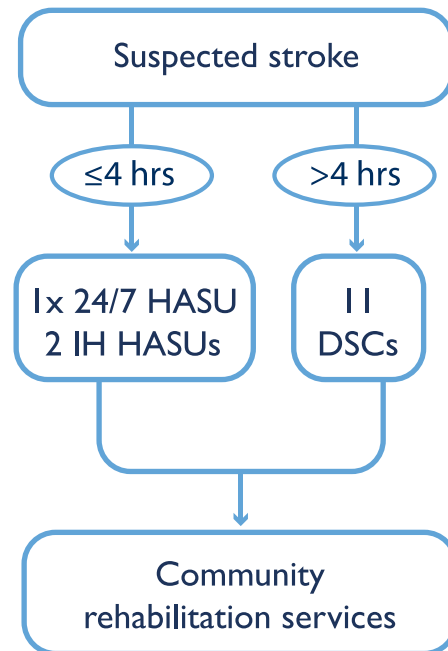 Suspected stroke
≤4 hrs
>4 hrs
1x 24/7 HASU
2 IH HASUs
11
DSCs
Community
rehabilitation services